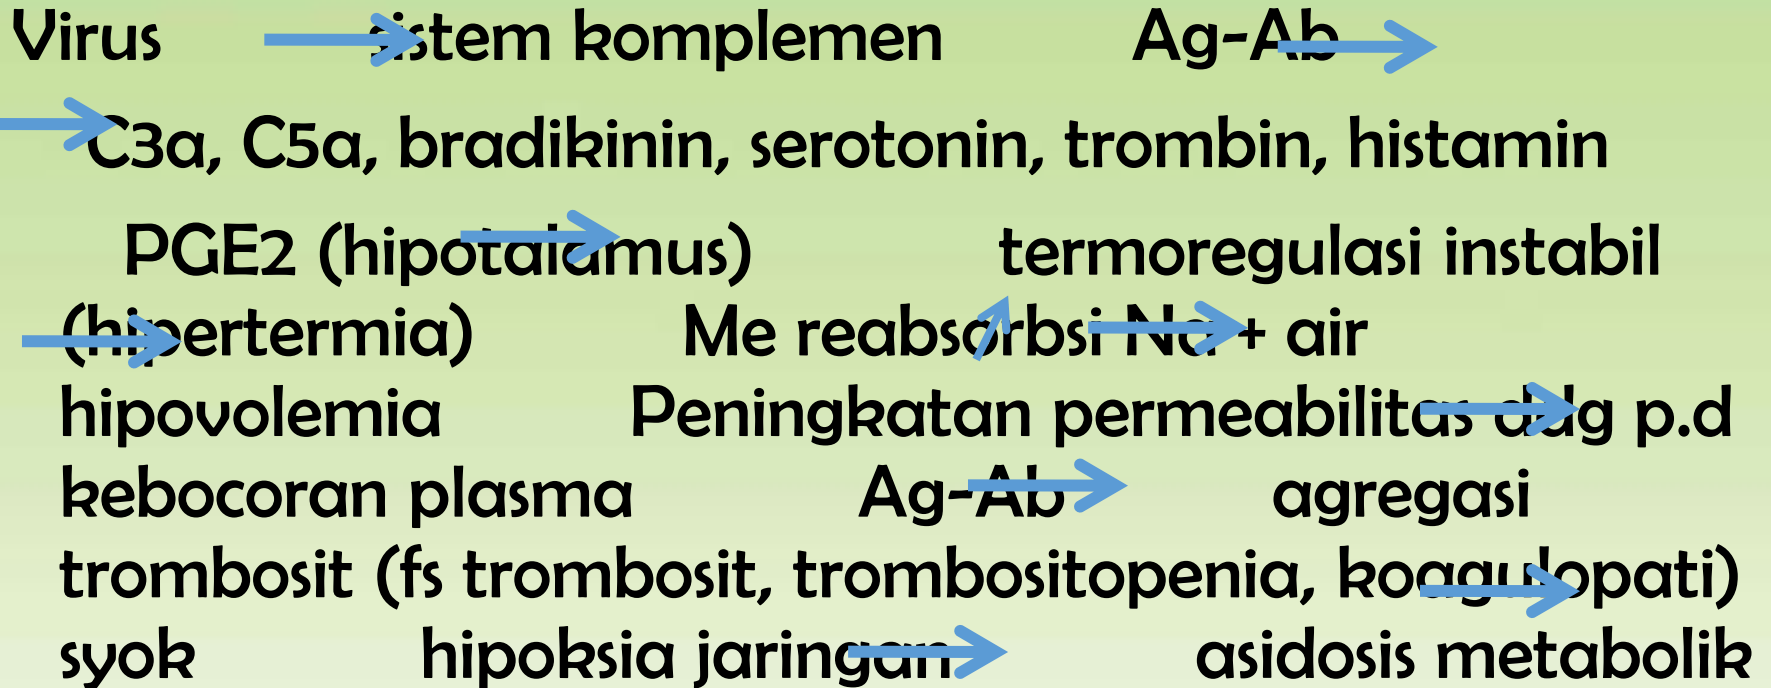 Virus sistem komplemen Ag-Ab
C3a, C5a, bradikinin, serotonin, trombin, histamin
PGE2 (hipotalamus) termoregulasi instabil
(hipertermia) Me reabsorbsi Na + air
hipovolemia Peningkatan permeabilitas ddg p.d
kebocoran plasma Ag-Ab agregasi
trombosit (fs trombosit, trombositopenia, koagulopati)
syok hipoksia jaringan asidosis metabolik